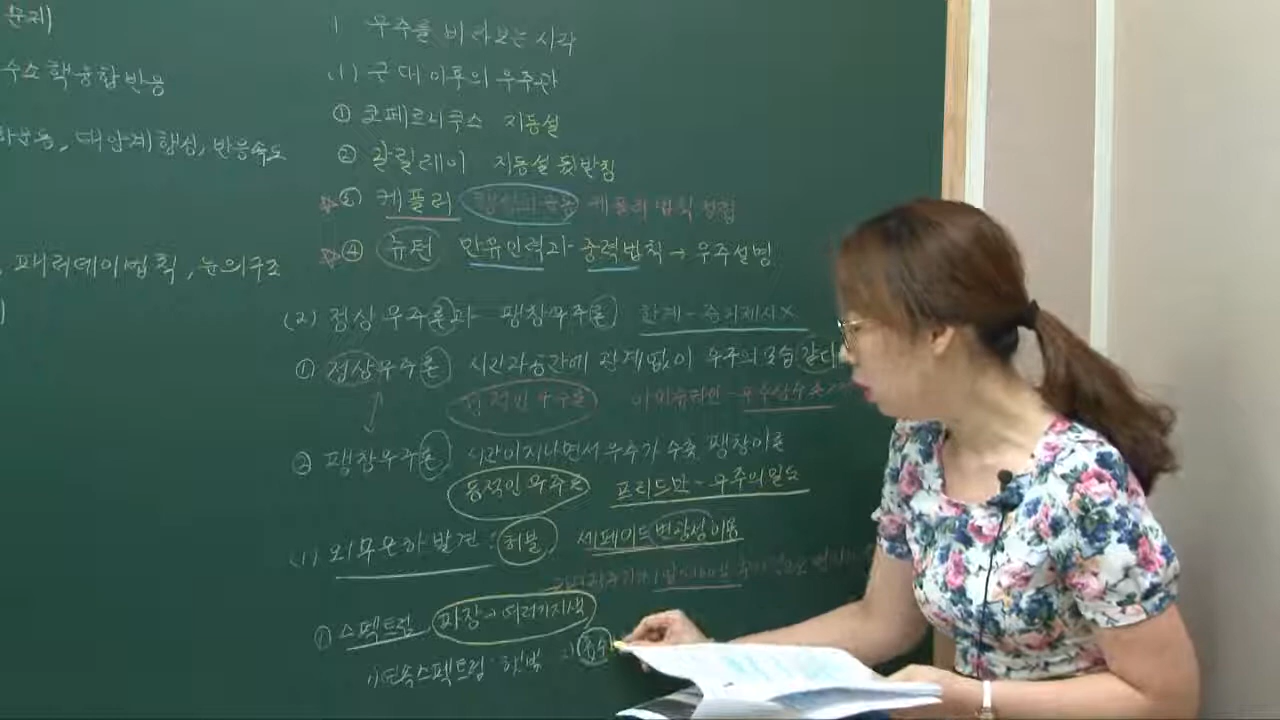 문제)
수소핵융합반응
태양계행성, 반응속도
패러데이법칙, 눈의구조
1 우주를 바라보는 시각
(1) 근대이후의 우주관
① 코페르니쿠스 지동설
② 갈릴레이 지동설 뒷받침
③ 케플러 케플러법칙 정립
④ 뉴턴 만유인력과 중력법칙 → 우주설명
(2) 정상우주론과 팽창우주론 한계-증거제시X
① 정상우주론 시간과공간에 관계없이 우주의모습같다
정적인 우주론 아인슈타인-우주상수
② 팽창우주론 시간이지나면서 우주가 수축 팽창이론
동적인 우주론 프리드만-우주의밀도
(1) 외부은하 발견: 허블, 세페이드변광성이용
① 스펙트럼, 파장→여러가지색
i) 연속스펙트럼: 햇빛 ii) 흡수